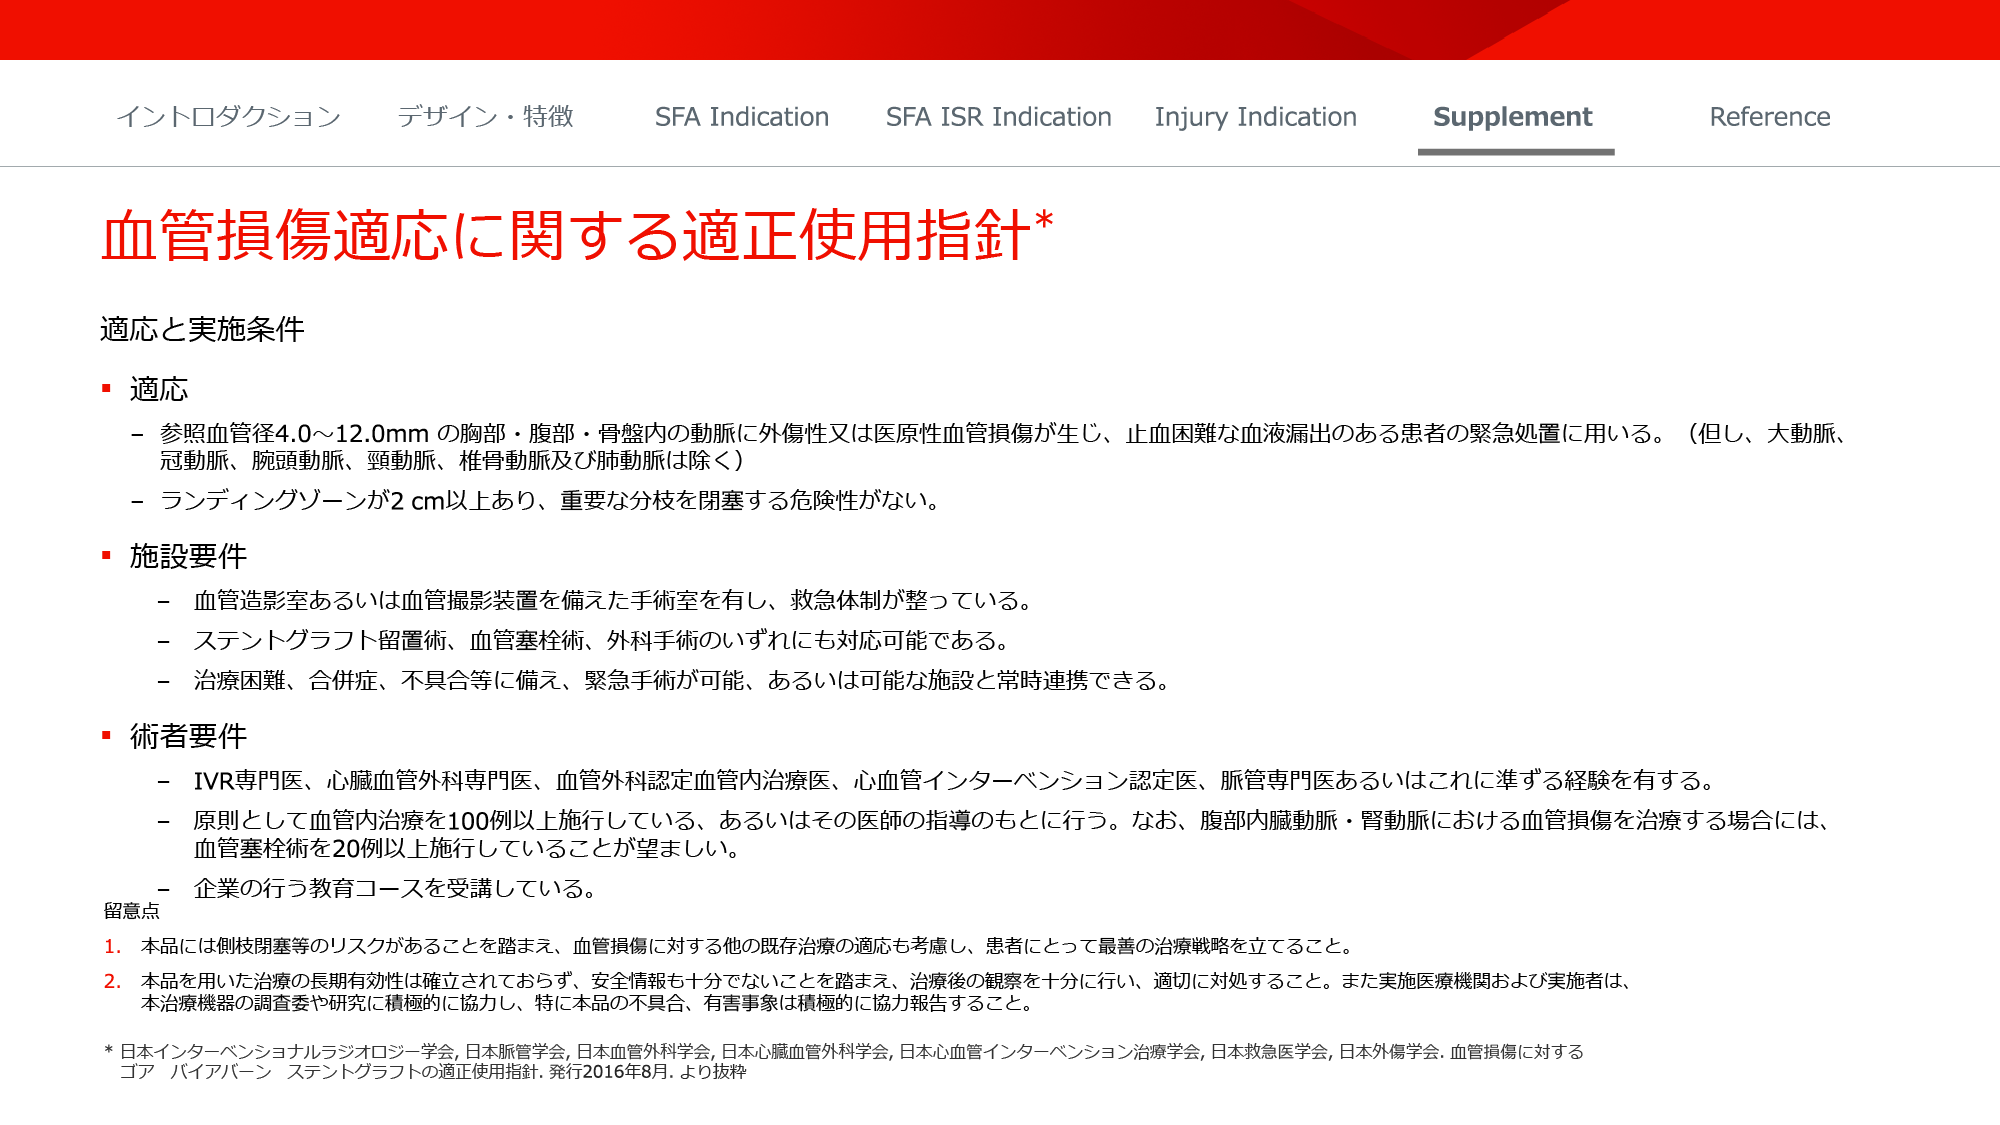 イントロダクション デザイン・特徴 SFA Indication SFA ISR Indication Injury Indication Supplement Reference
血管損傷適応に関する適正使用指針*
適応と実施条件
▪ 適応
– 参照血管径4.0～12.0mm の胸部・腹部・骨盤内の動脈に外傷性又は医原性血管損傷が生じ、止血困難な血液漏出のある患者の緊急処置に用いる。（但し、大動脈、
冠動脈、腕頭動脈、頸動脈、椎骨動脈及び肺動脈は除く）
– ランディングゾーンが2 cm以上あり、重要な分枝を閉塞する危険性がない。
▪ 施設要件
– 血管造影室あるいは血管撮影装置を備えた手術室を有し、救急体制が整っている。
– ステントグラフト留置術、血管塞栓術、外科手術のいずれにも対応可能である。
– 治療困難、合併症、不具合等に備え、緊急手術が可能、あるいは可能な施設と常時連携できる。
▪ 術者要件
– IVR専門医、心臓血管外科専門医、血管外科認定血管内治療医、心血管インターベンション認定医、脈管専門医あるいはこれに準ずる経験を有する。
– 原則として血管内治療を100例以上施行している、あるいはその医師の指導のもとに行う。なお、腹部内臓動脈・腎動脈における血管損傷を治療する場合には、
血管塞栓術を20例以上施行していることが望ましい。
– 企業の行う教育コースを受講している。
留意点
1. 本品には側枝閉塞等のリスクがあることを踏まえ、血管損傷に対する他の既存治療の適応も考慮し、患者にとって最善の治療戦略を立てること。
2. 本品を用いた治療の長期有効性は確立されておらず、安全情報も十分でないことを踏まえ、治療後の観察を十分に行い、適切に対処すること。また実施医療機関および実施者は、
本治療機器の調査委や研究に積極的に協力し、特に本品の不具合、有害事象は積極的に協力報告すること。
* 日本インターベンショナルラジオロジー学会, 日本脈管学会, 日本血管外科学会, 日本心臓血管外科学会, 日本心血管インターベンション治療学会, 日本救急医学会, 日本外傷学会. 血管損傷に対する
ゴア　バイアバーン　ステントグラフトの適正使用指針. 発行2016年8月. より抜粋